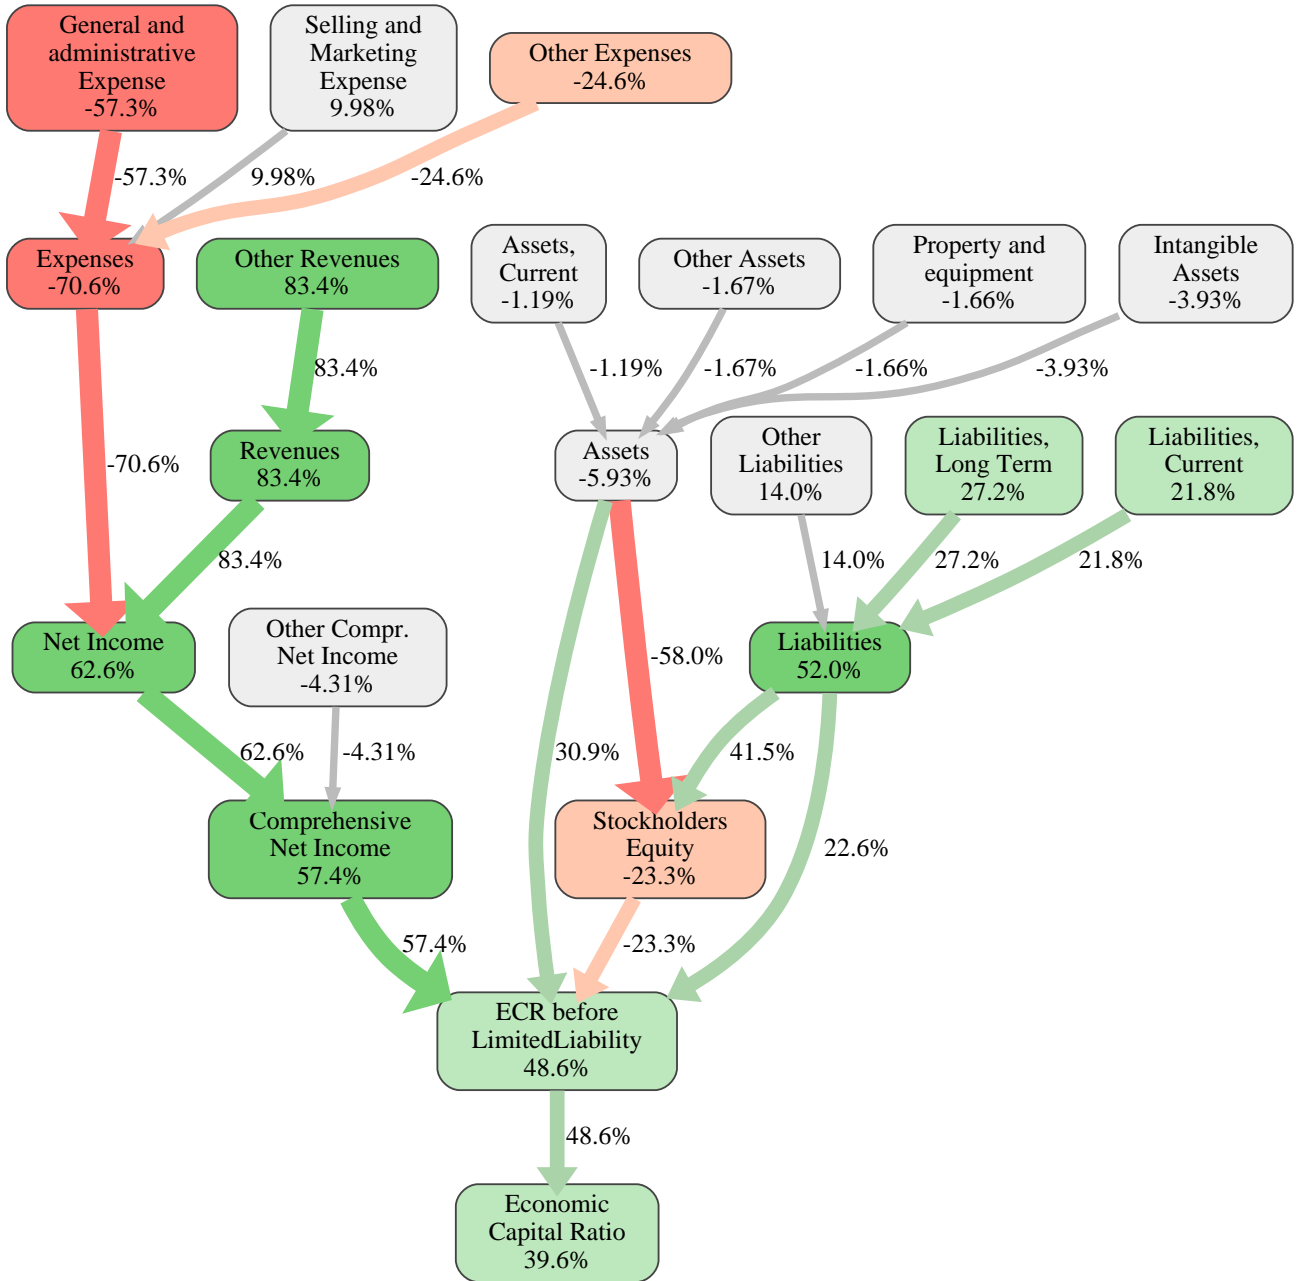 General and
administrative
Expense
-57.3%
Selling and
Marketing
Expense
9.98%
Other Expenses
-24.6%
-57.3%
9.98%
-24.6%
Expenses
-70.6%
Other Revenues
83.4%
Assets,
Current
-1.19%
Other Assets
-1.67%
Property and
equipment
-1.66%
Intangible
Assets
-3.93%
83.4%
-1.19%
-1.67%
-1.66%
-3.93%
-70.6%
Revenues
83.4%
Assets
-5.93%
Other
Liabilities
14.0%
Liabilities,
Long Term
27.2%
Liabilities,
Current
21.8%
83.4%
14.0%
27.2%
21.8%
Net Income
62.6%
Other Compr.
Net Income
-4.31%
-58.0%
Liabilities
52.0%
62.6%
-4.31%
30.9%
41.5%
Comprehensive
Net Income
57.4%
Stockholders
Equity
-23.3%
22.6%
57.4%
-23.3%
ECR before
LimitedLiability
48.6%
48.6%
Economic
Capital Ratio
39.6%